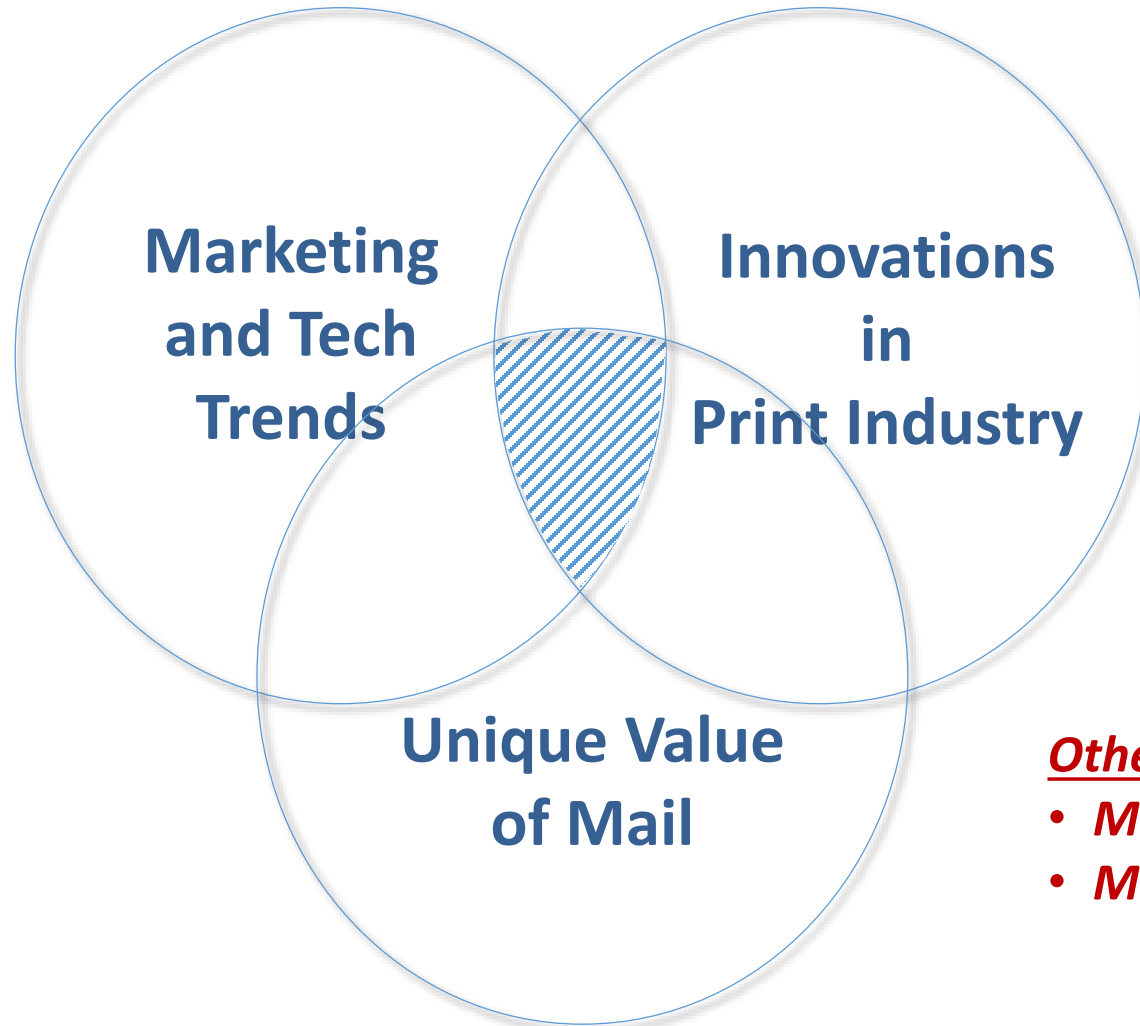 Marketing
and Tech
Trends
Innovations
in
Print Industry
Unique Value
of Mail